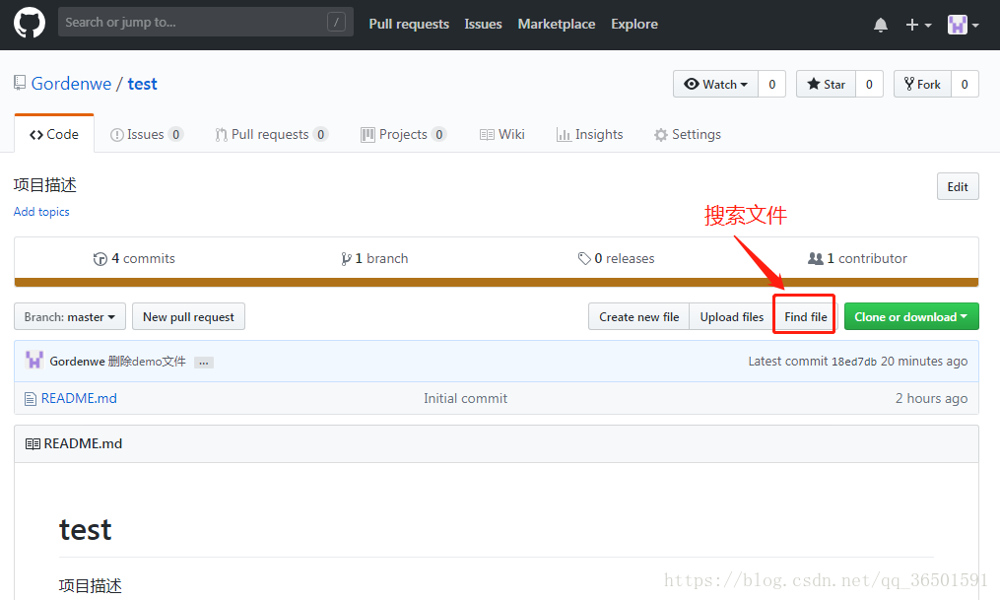 Search or jump to... / Pull requests Issues Marketplace Explore
Gordenwe / test Watch 0 Star 0 Fork 0
Code Issues 0 Pull requests 0 Projects 0 Wiki Insights Settings
项目描述 Edit
Add topics
搜索文件
4 commits 1 branch 0 releases 1 contributor
Branch: master New pull request Create new file Upload files Find file Clone or download
Gordenwe 删除demo文件 ... Latest commit 18ed7db 20 minutes ago
README.md Initial commit 2 hours ago
README.md
test
项目描述
https://blog.csdn.net/qq_36501591